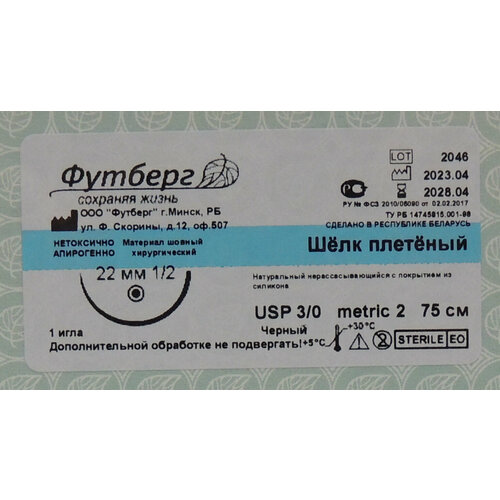 Футберг
сохраняя жизнь
ООО "Футберг" г.Минск, РБ
ул. Ф. Скорины, д.12, оф.507
LOT 2046
2023.04
2028.04
РУ № ФСЗ 2010/06090 от 02.02.2017
ТУ РБ 14745815.001-98
СДЕЛАНО В РЕСПУБЛИКЕ БЕЛАРУСЬ
НЕТОКСИЧНО
АПИРОГЕННО
Материал шовный
хирургический
Шёлк плетёный
22 мм 1/2
Натуральный нерассасывающийся с покрытием из
силикона
USP 3/0 metric 2 75 см
Черный
1 игла
Дополнительной обработке не подвергать!
+5°C
+30°C
2
STERILE EO